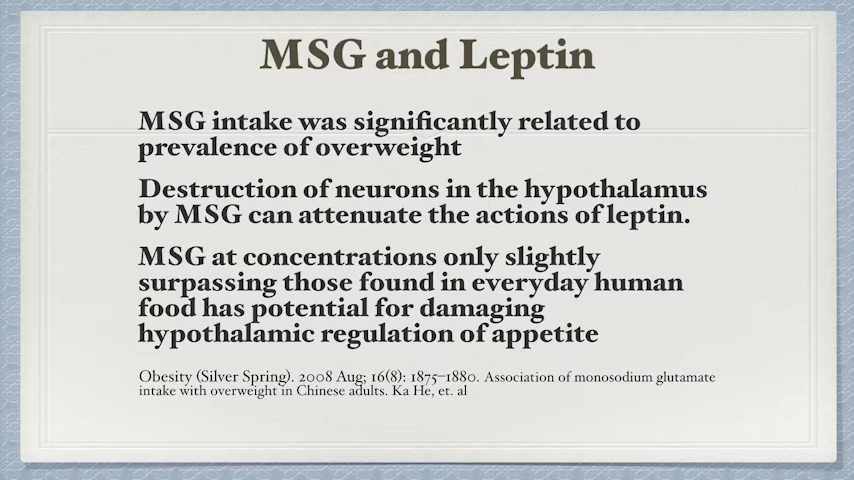 MSG and Leptin
MSG intake was significantly related to
prevalence of overweight
Destruction of neurons in the hypothalamus
by MSG can attenuate the actions of leptin.
MSG at concentrations only slightly
surpassing those found in everyday human
food has potential for damaging
hypothalamic regulation of appetite
Obesity (Silver Spring). 2008 Aug; 16(8): 1875–1880. Association of monosodium glutamate
intake with overweight in Chinese adults. Ka He, et. al